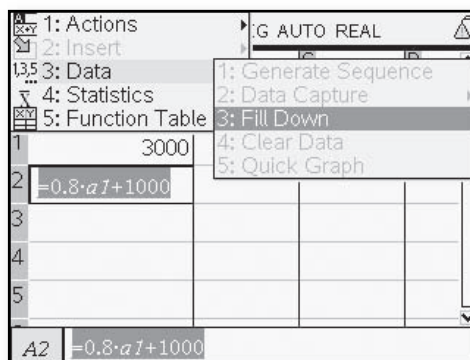 1: Actions
2: Insert
3: Data
4: Statistics
5: Function Table
:G AUTO REAL
1: Generate Sequence
2: Data Capture
3: Fill Down
4: Clear Data
5: Quick Graph
1 3000
2 =0.8·a1+1000
3
4
5
A2 =0.8·a1+1000